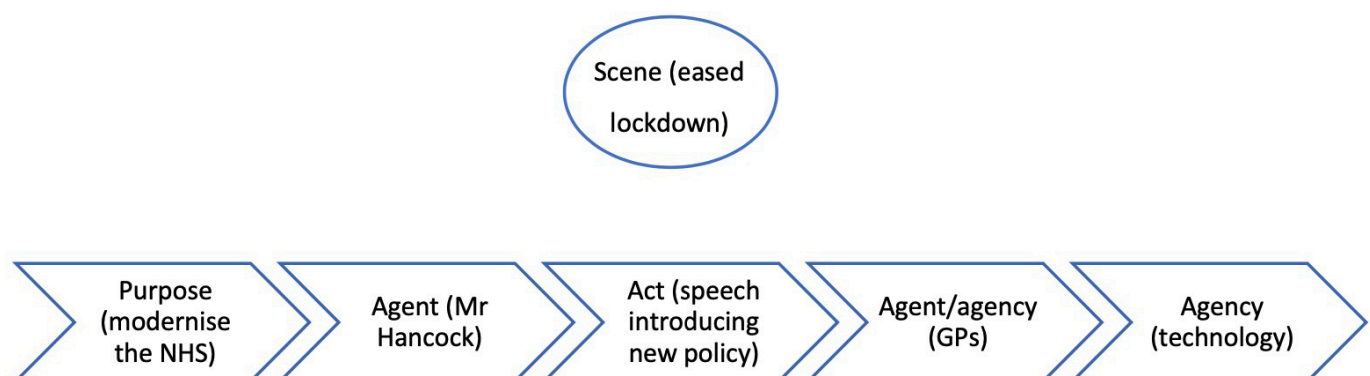 Scene (eased
lockdown)
Purpose
(modernise
the NHS)
Agent (Mr
Hancock)
Act (speech
introducing
new policy)
Agent/agency
(GPs)
Agency
(technology)